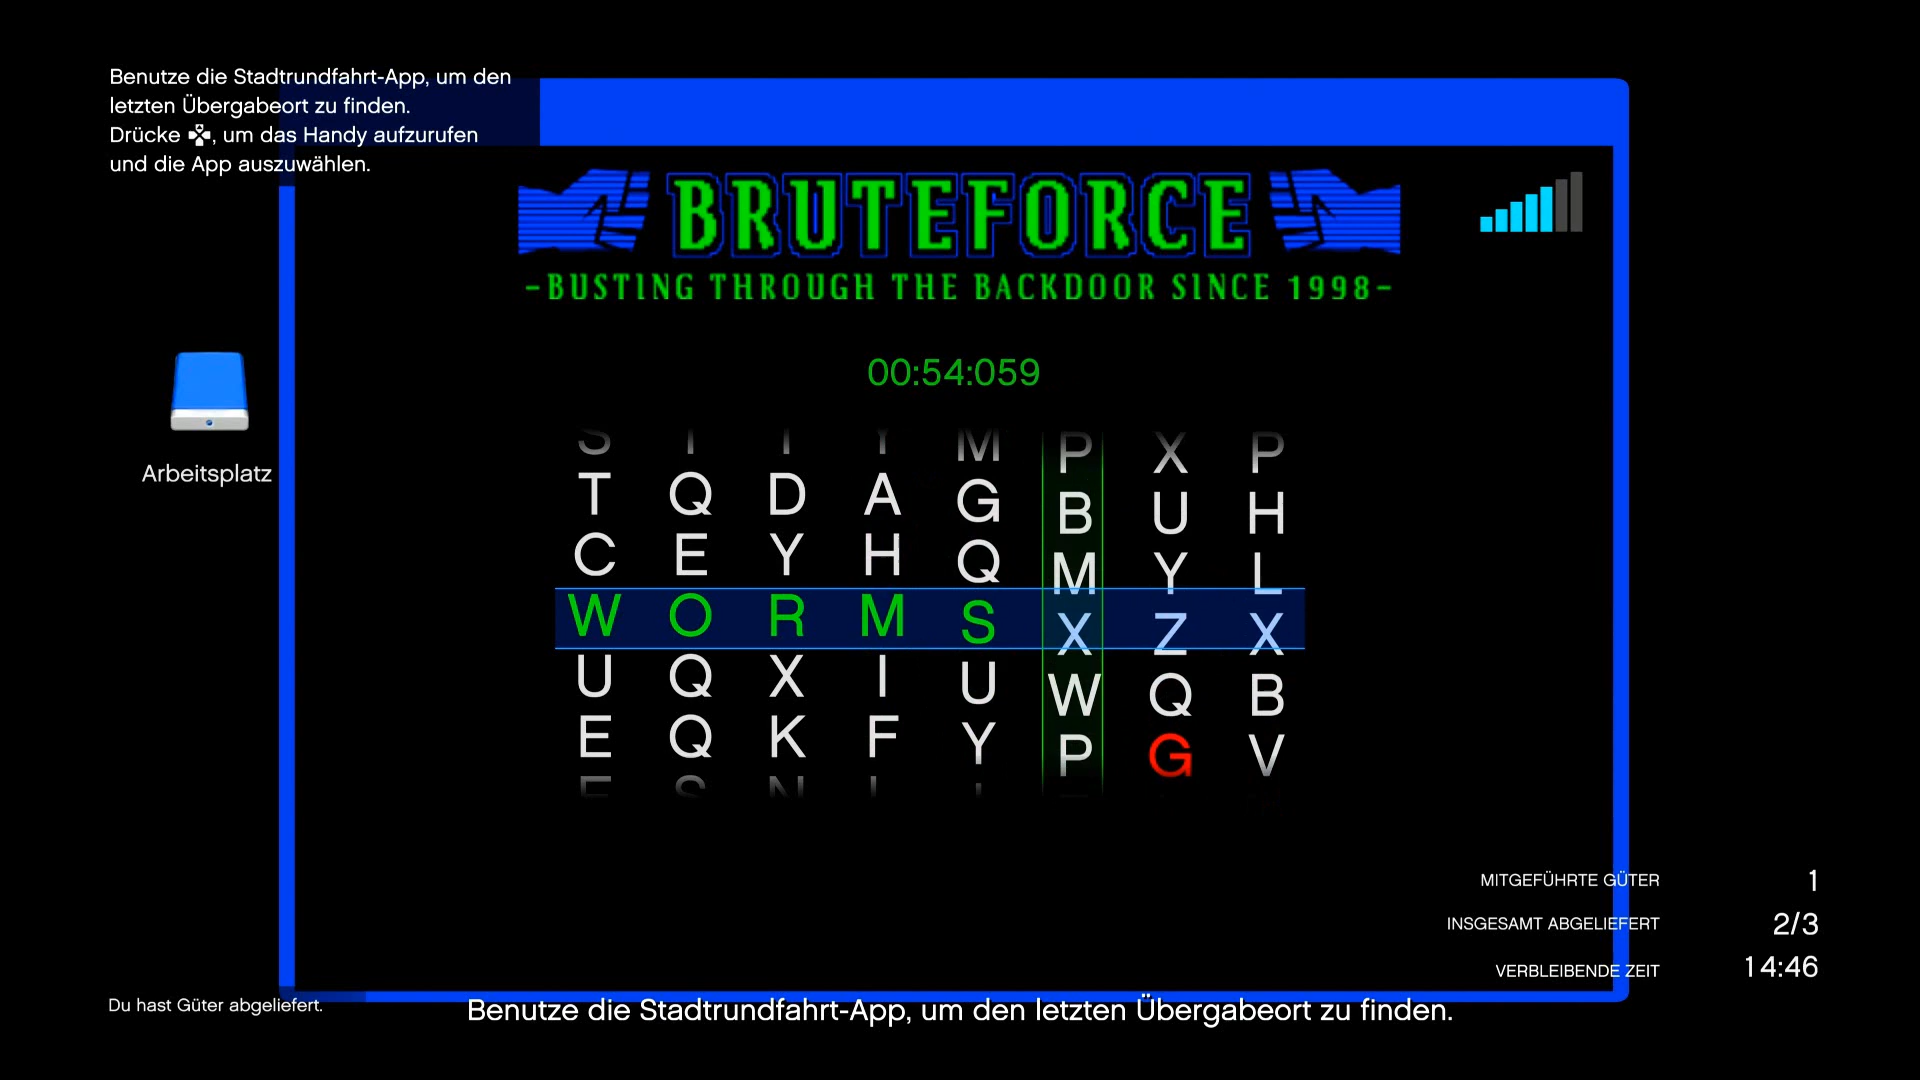 Benutze die Stadtrundfahrt-App, um den
letzten Übergabeort zu finden.
Drücke , um das Handy aufzurufen
und die App auszuwählen.
BRUTEFORCE
-BUSTING THROUGH THE BACKDOOR SINCE 1998-
00:54:059
Arbeitsplatz
M P X P
T Q D A G B U H
C E Y H Q M Y L
W O R M S X Z X
U Q X I U W Q B
E Q K F Y P G V
MITGEFÜHRTE GÜTER 1
INSGESAMT ABGELIEFERT 2/3
VERBLEIBENDE ZEIT 14:46
Du hast Güter abgeliefert.
Benutze die Stadtrundfahrt-App, um den letzten Übergabeort zu finden.